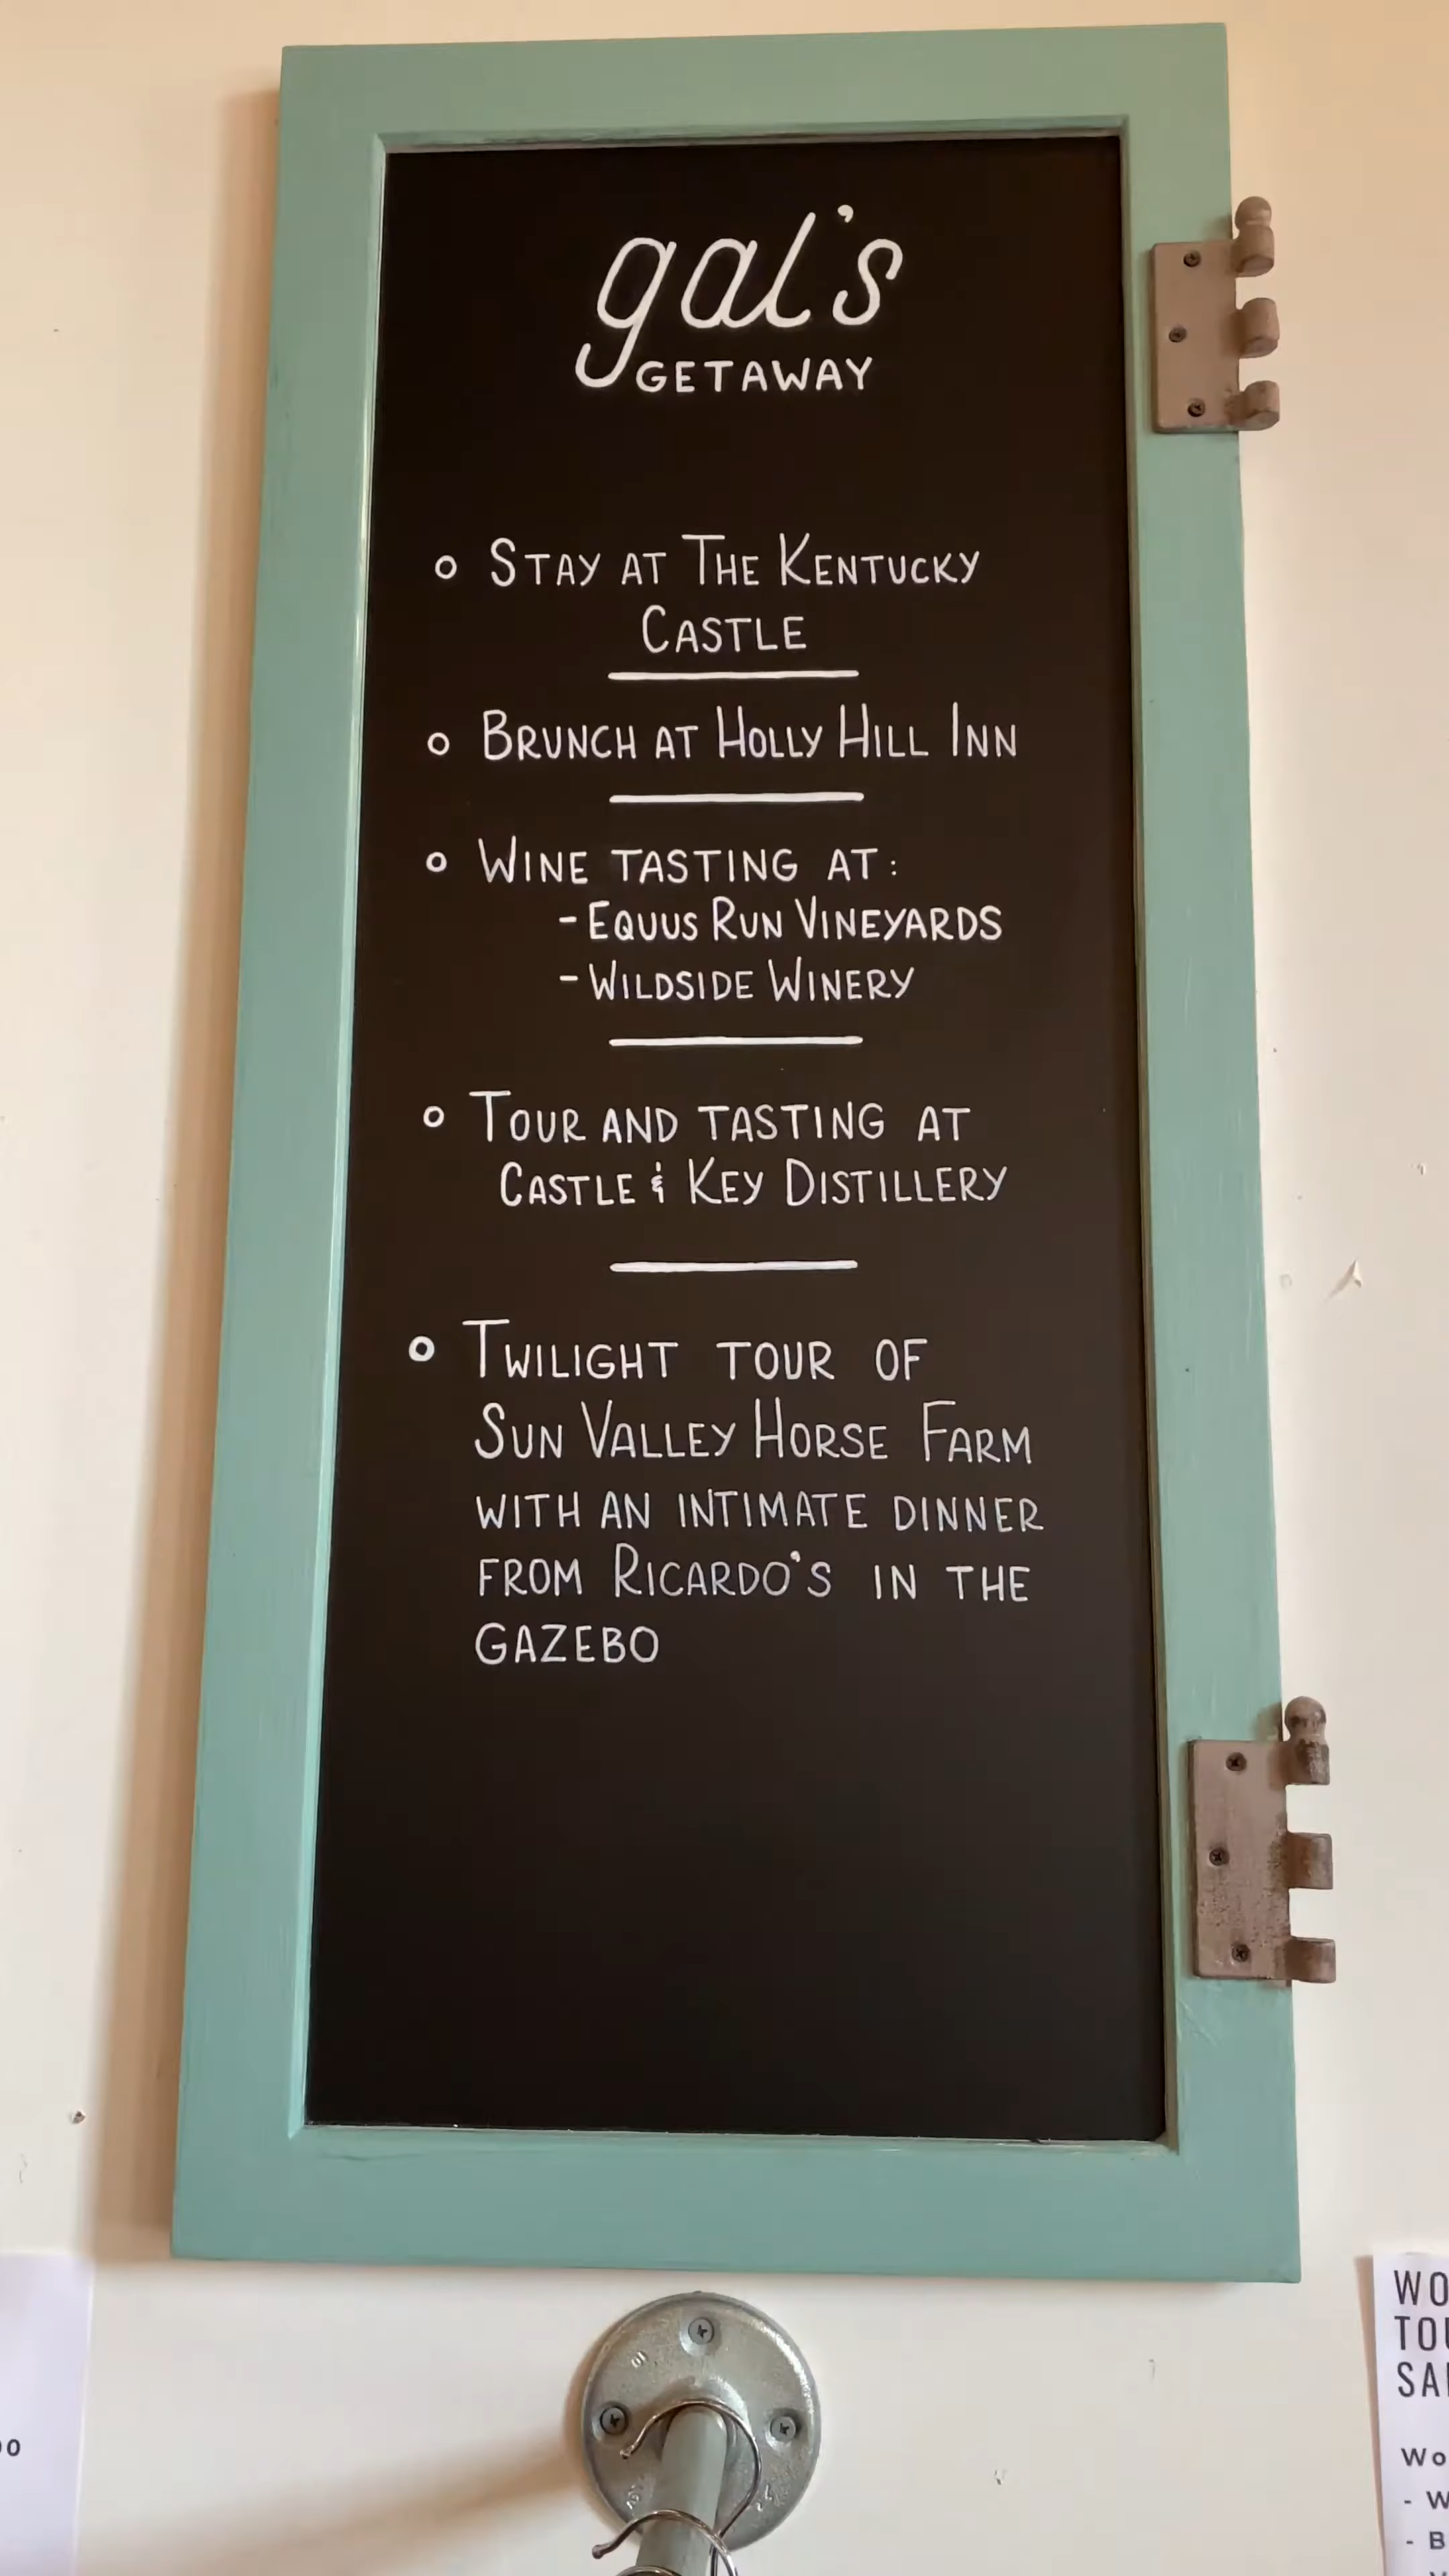 gal's
GETAWAY
STAY AT THE KENTUCKY
CASTLE
BRUNCH AT HOLLY HILL INN
WINE TASTING AT:
- EQUUS RUN VINEYARDS
- WILDSIDE WINERY
TOUR AND TASTING AT
CASTLE & KEY DISTILLERY
TWILIGHT TOUR OF
SUN VALLEY HORSE FARM
WITH AN INTIMATE DINNER
FROM RICARDO'S IN THE
GAZEBO